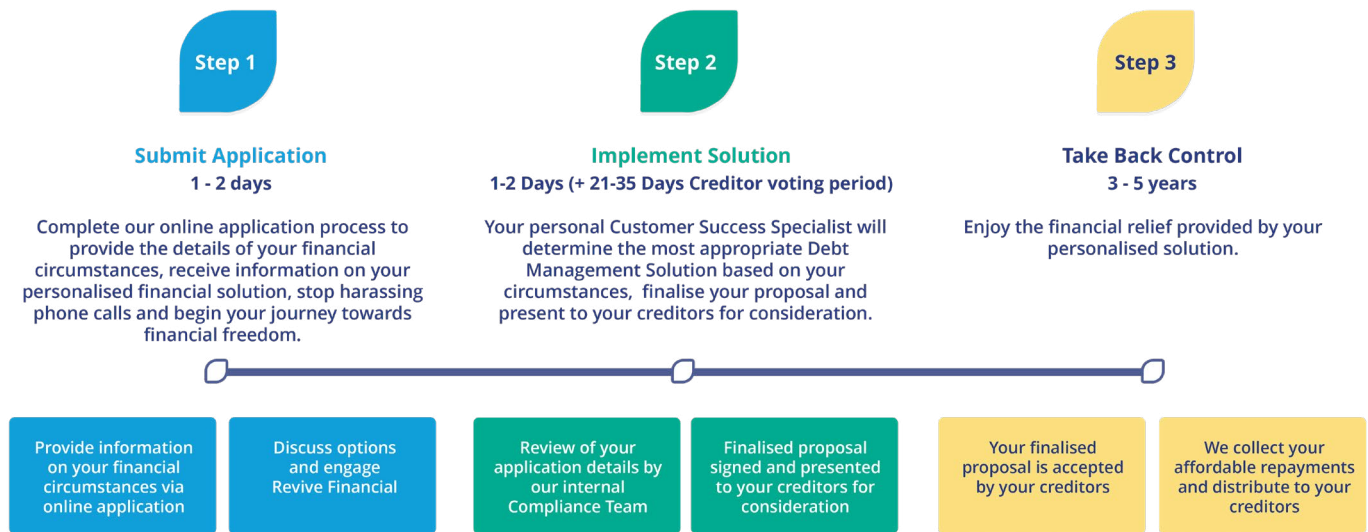 Step 1
Submit Application
1 - 2 days
Complete our online application process to
provide the details of your financial
circumstances, receive information on your
personalised financial solution, stop harassing
phone calls and begin your journey towards
financial freedom.
Step 2
Implement Solution
1-2 Days (+ 21-35 Days Creditor voting period)
Your personal Customer Success Specialist will
determine the most appropriate Debt
Management Solution based on your
circumstances, finalise your proposal and
present to your creditors for consideration.
Step 3
Take Back Control
3 - 5 years
Enjoy the financial relief provided by your
personalised solution.
Provide information
on your financial
circumstances via
online application
Discuss options
and engage
Revive Financial
Review of your
application details by
our internal
Compliance Team
Finalised proposal
signed and presented
to your creditors for
consideration
Your finalised
proposal is accepted
by your creditors
We collect your
affordable repayments
and distribute to your
creditors